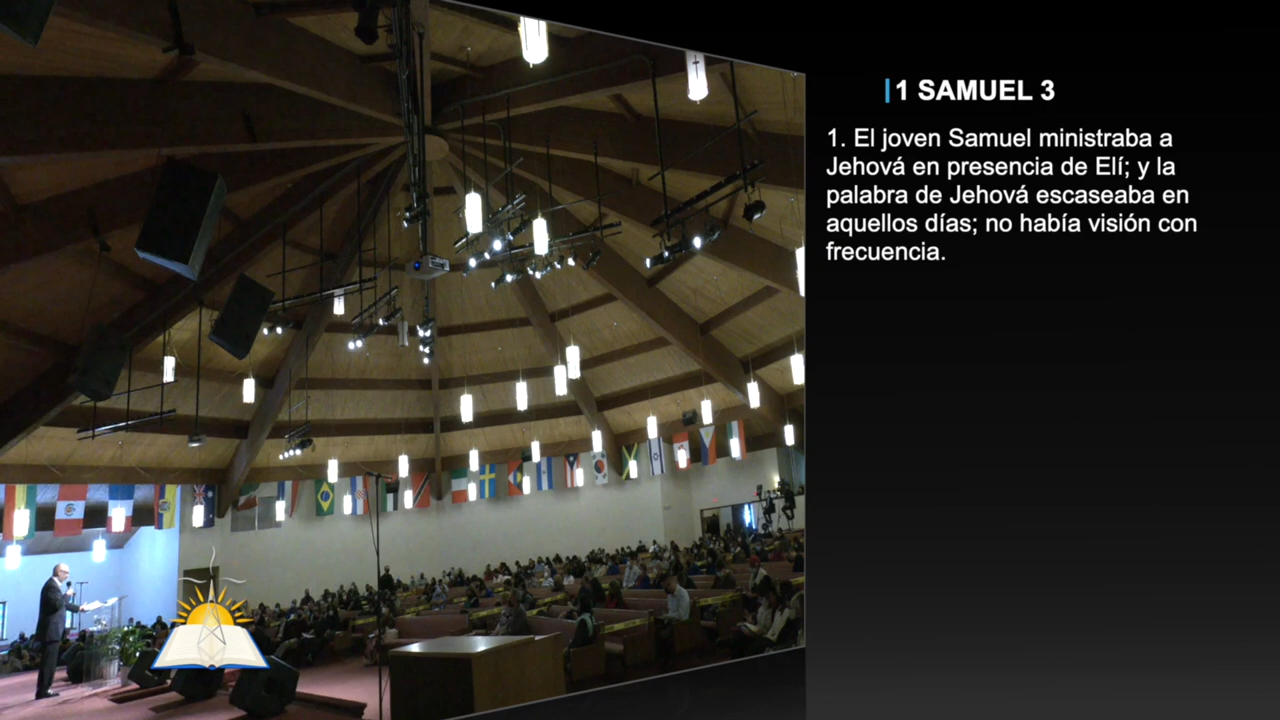 1 SAMUEL 3
1. El joven Samuel ministraba a
Jehová en presencia de Elí; y la
palabra de Jehová escaseaba en
aquellos días; no había visión con
frecuencia.